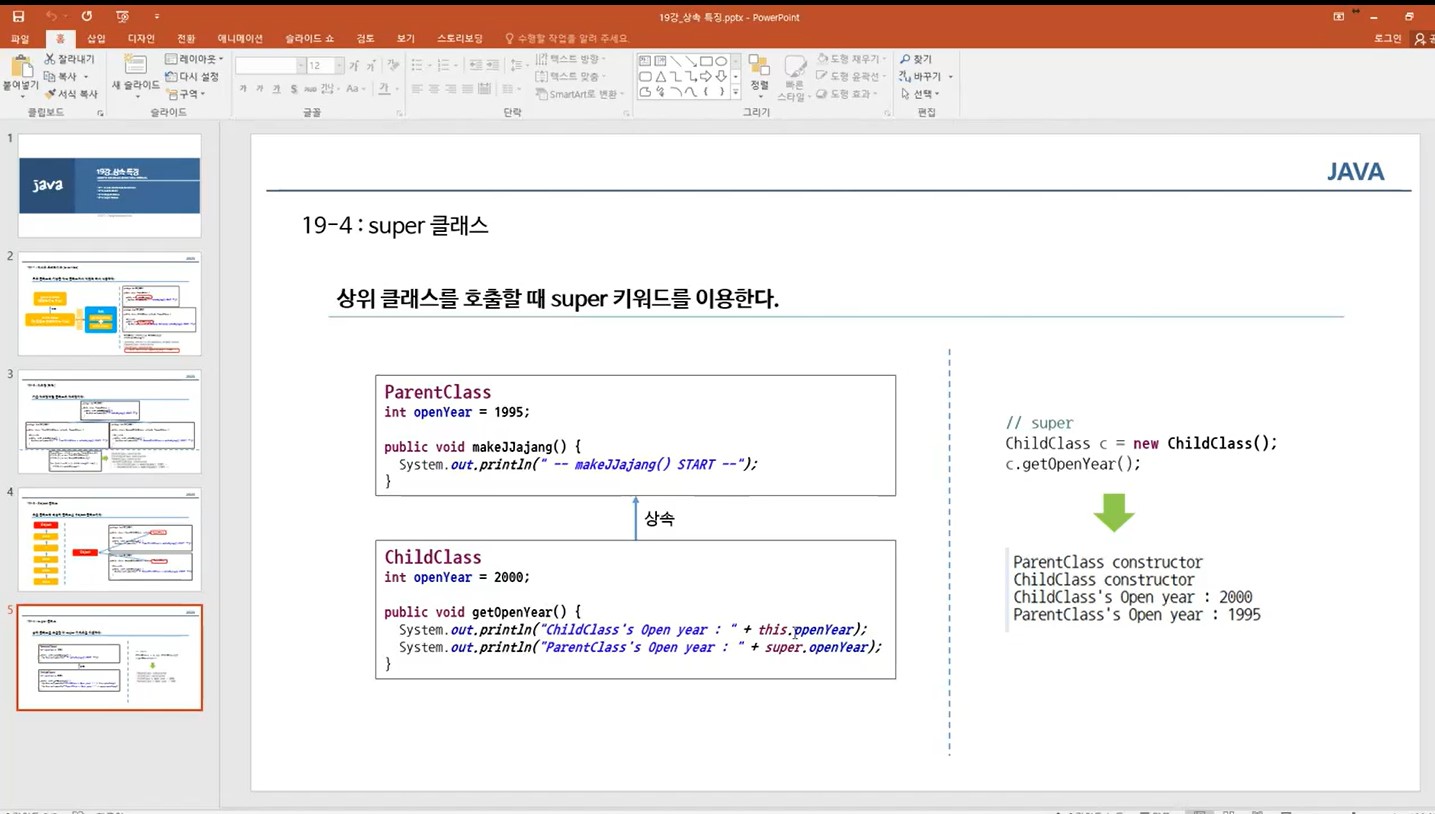 19강_상속 특징.pptx - PowerPoint
파일 홈 삽입 디자인 전환 애니메이션 슬라이드 쇼 검토 보기 스토리보딩 수행할 작업을 알려 주세요. 로그인
붙여넣기
잘라내기
복사
서식 복사
클립보드
새 슬라이드
레이아웃
다시 설정
구역
슬라이드
12
글꼴
텍스트 방향
텍스트 맞춤
SmartArt로 변환
단락
정렬
빠른 스타일
도형 채우기
도형 윤곽선
도형 효과
그리기
찾기
바꾸기
선택
편집
1
java
19강_상속 특징
2
3
4
5
JAVA
19-4 : super 클래스
상위 클래스를 호출할 때 super 키워드를 이용한다.
ParentClass
int openYear = 1995;
public void makeJJajang() {
System.out.println(" -- makeJJajang() START --");
}
상속
ChildClass
int openYear = 2000;
public void getOpenYear() {
System.out.println("ChildClass's Open year : " + this.openYear);
System.out.println("ParentClass's Open year : " + super.openYear);
}
// super
ChildClass c = new ChildClass();
c.getOpenYear();
ParentClass constructor
ChildClass constructor
ChildClass's Open year : 2000
ParentClass's Open year : 1995